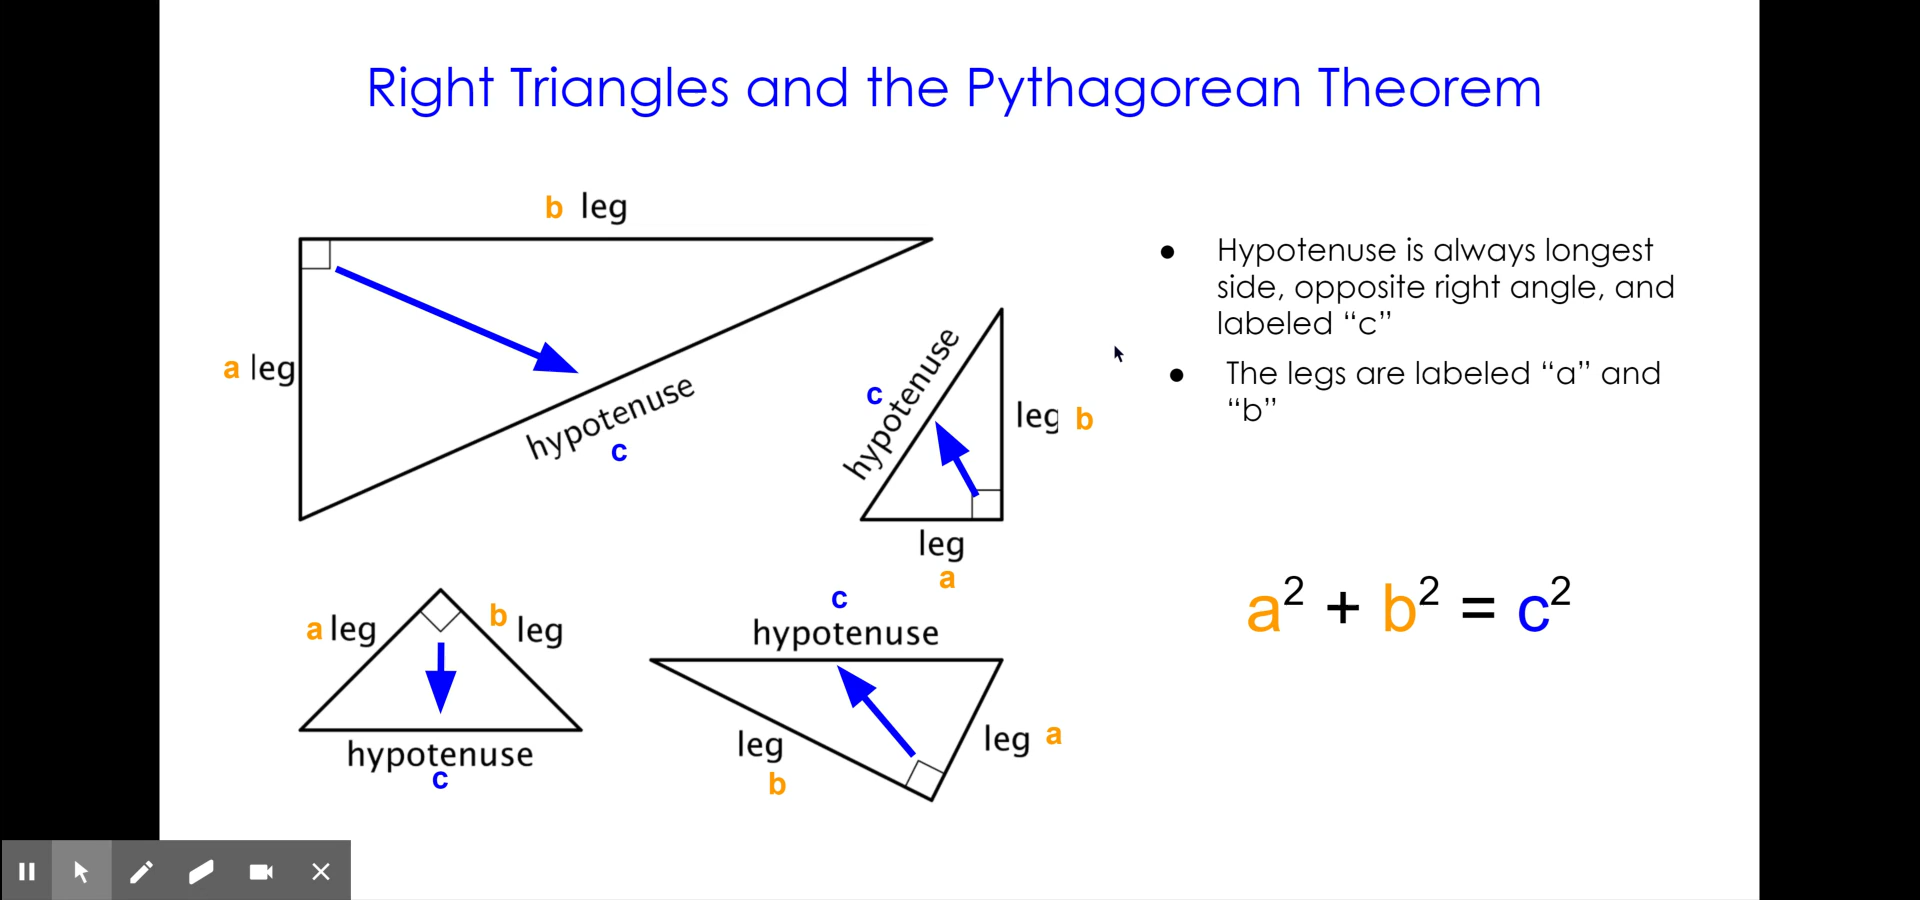 Right Triangles and the Pythagorean Theorem
b leg
a leg
hypotenuse
c
c
hypotenuse
leg b
leg
a
a leg
b leg
hypotenuse
c
c
hypotenuse
leg
b
leg a
● Hypotenuse is always longest
side, opposite right angle, and
labeled “c”
● The legs are labeled “a” and
“b”
a² + b² = c²